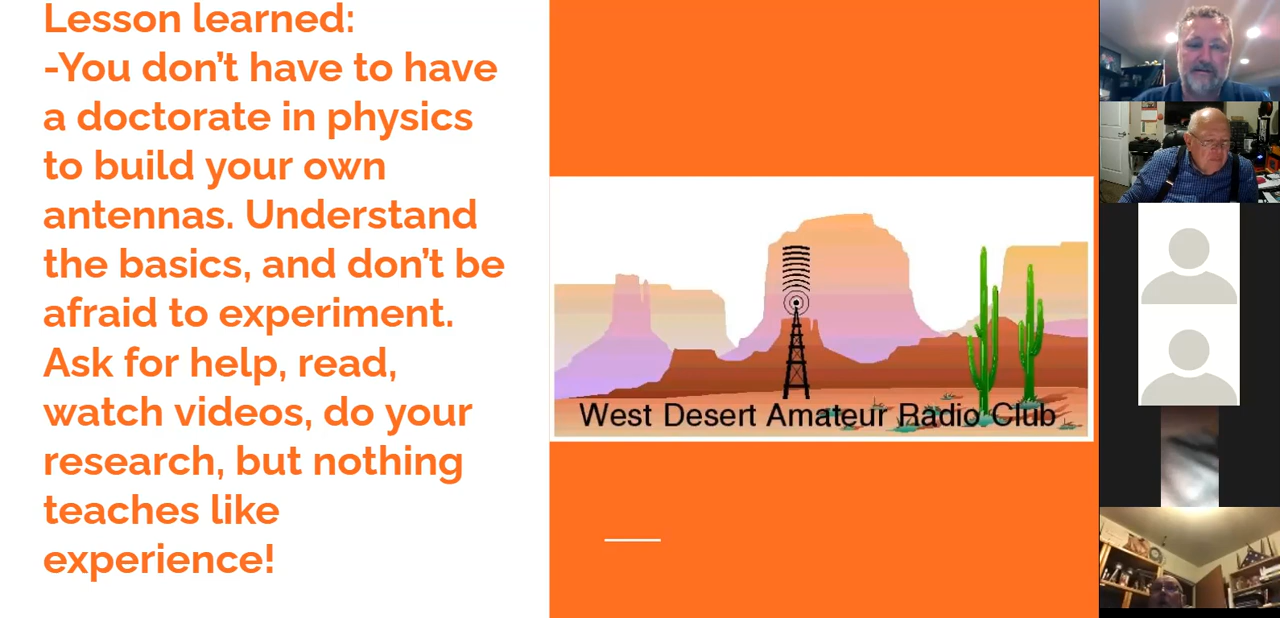 Lesson learned:
-You don’t have to have
a doctorate in physics
to build your own
antennas. Understand
the basics, and don’t be
afraid to experiment.
Ask for help, read,
watch videos, do your
research, but nothing
teaches like
experience!
West Desert Amateur Radio Club